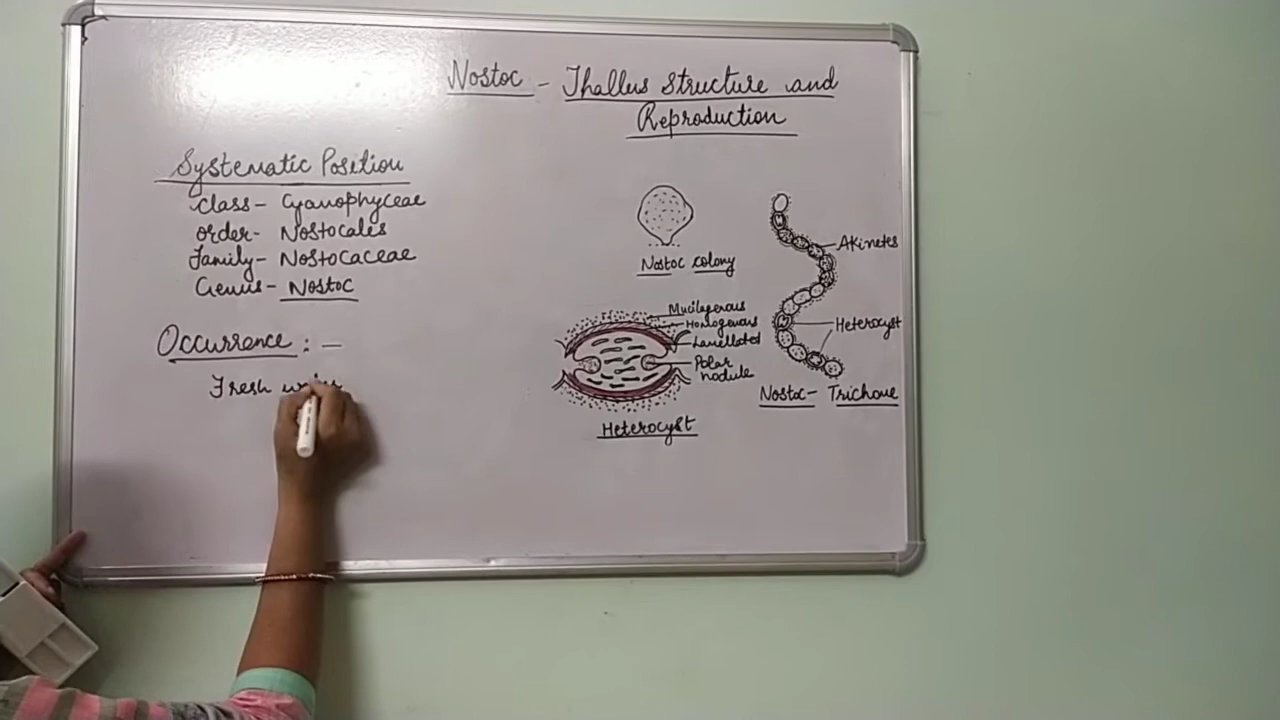 Nostoc - Thallus Structure and
Reproduction
Systematic Position
Class - Cyanophyceae
Order - Nostocales
Family - Nostocaceae
Genus - Nostoc
Occurrence : -
Fresh
Nostoc colony
Akinetes
Heterocyst
Nostoc - Trichome
Mucilagenous
Homogenous
Lamellated
Polar
nodule
Heterocyst